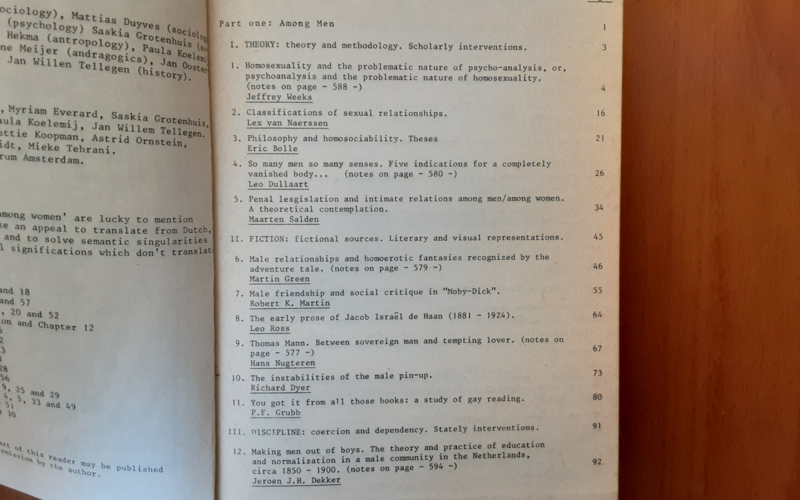 ociology), Mattias Duyves
(psychology) Saskia Grotenhuis
Hekma (antropology), Paula
ne Meijer (andragogics), Jan
Jan Willen Tellegen (history).
, Myriam Everard, Saskia Grotenhuis,
ula Koelemij, Jan Willem Tellegen.
ettie Koopman, Astrid Ornstein,
idt, Mieke Tehrani.
rum Amsterdam.
among women' are lucky to mention
ke an appeal to translate from Dutch,
and to solve semantic singularities
l significations which don't translat
and 18
and 57
, 20 and 52
on and Chapter 12
2
3
28
56
9, 25 and 29
4, 5, 33 and 49
51
30
art of this reader may be published
mission by the author.
Part one: Among Men 1
I. THEORY: theory and methodology. Scholarly interventions. 3
1. Homosexuality and the problematic nature of psycho-analysis, or,
psychoanalysis and the problematic nature of homosexuality.
(notes on page - 588 -) 4
Jeffrey Weeks
2. Classifications of sexual relationships. 16
Lex van Naerssen
3. Philosophy and homosociability. Theses 21
Eric Bolle
4. So many men so many senses. Five indications for a completely
vanished body... (notes on page - 580 -) 26
Leo Dullaart
5. Penal lesgislation and intimate relations among men/among women.
A theoretical contemplation. 34
Maarten Salden
II. FICTION: fictional sources. Literary and visual representations. 45
6. Male relationships and homoerotic fantasies recognized by the
adventure tale. (notes on page - 579 -) 46
Martin Green
7. Male friendship and social critique in "Moby-Dick". 55
Robert K. Martin
8. The early prose of Jacob Israël de Haan (1881 - 1924). 64
Leo Ross
9. Thomas Mann. Between sovereign man and tempting lover. (notes on
page - 577 -) 67
Hans Nugteren
10. The instabilities of the male pin-up. 73
Richard Dyer
11. You got it from all those books: a study of gay reading. 80
P.F. Grubb
III. DISCIPLINE: coercion and dependency. Stately interventions. 91
12. Making men out of boys. The theory and practice of education
and normalization in a male community in the Netherlands,
circa 1850 - 1900. (notes on page - 594 -) 92
Jeroen J.H. Dekker